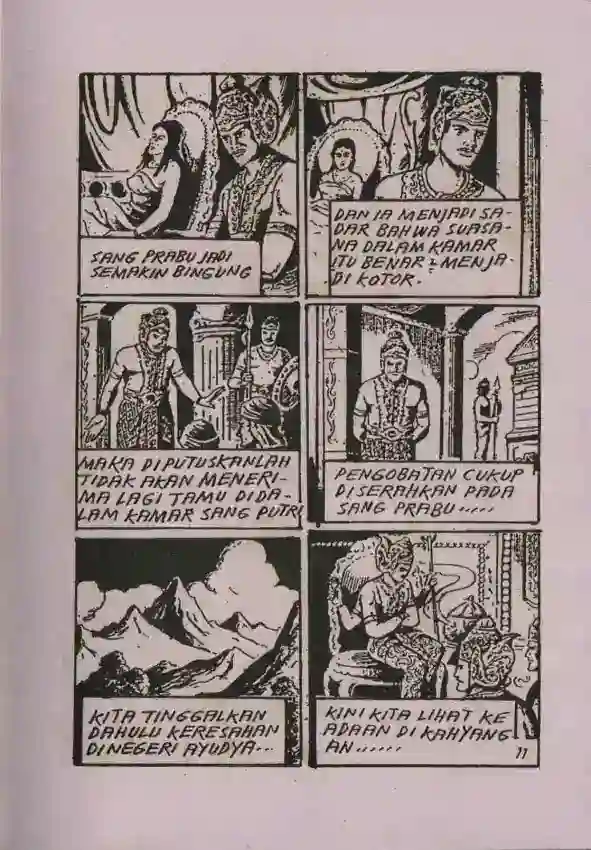 SANG PRABU JADI
SEMAKIN BINGUNG
DAN IA MENJADI SA-
DAR BAHWA SUASA-
NA DALAM KAMAR
ITU BENAR2 MENJA-
DI KOTOR.
MAKA DIPUTUSKANLAH
TIDAK AKAN MENERI-
MA LAGI TAMU DIDA-
LAM KAMAR SANG PUTRI
PENGOBATAN CUKUP
DISERAHKAN PADA
SANG PRABU.....
KITA TINGGALKAN
DAHULU KERESAHAN
DINEGERI AYUDYA...
KINI KITA LIHAT KE
ADAAN DI KAHYANG
AN......
11